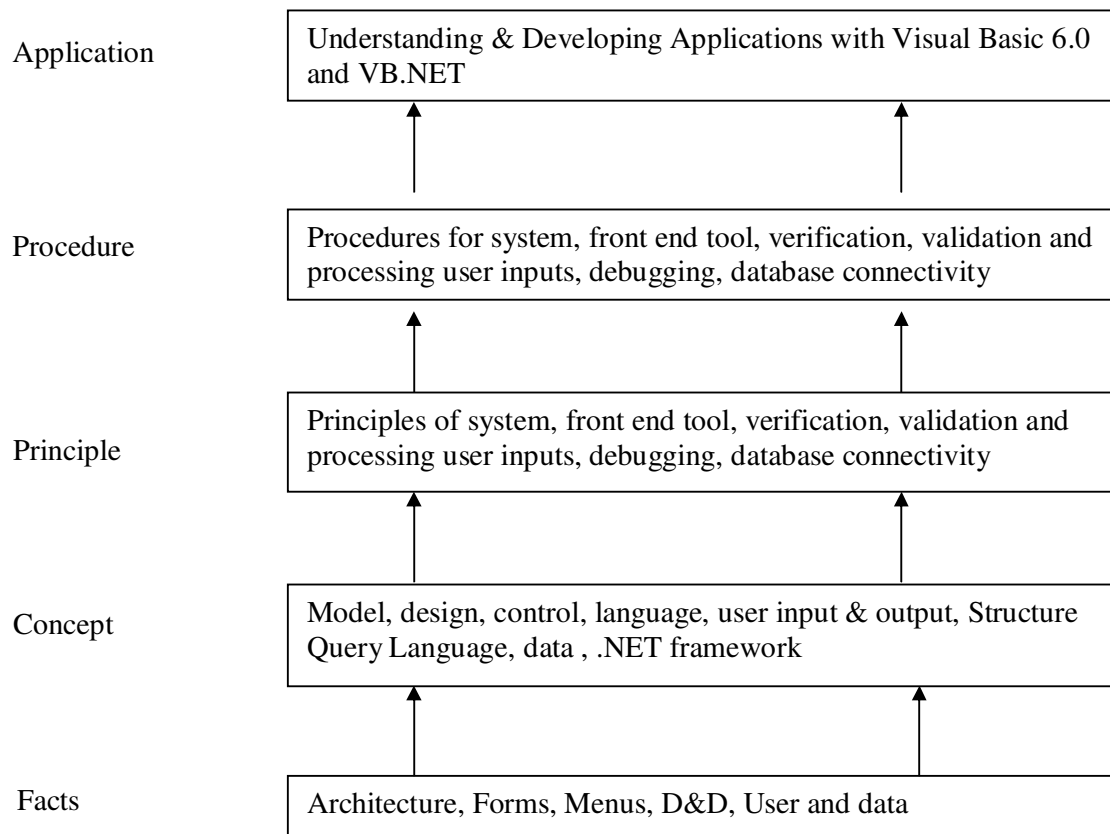 Application
Understanding & Developing Applications with Visual Basic 6.0
and VB.NET
Procedure
Procedures for system, front end tool, verification, validation and
processing user inputs, debugging, database connectivity
Principle
Principles of system, front end tool, verification, validation and
processing user inputs, debugging, database connectivity
Concept
Model, design, control, language, user input & output, Structure
Query Language, data , .NET framework
Facts
Architecture, Forms, Menus, D&D, User and data